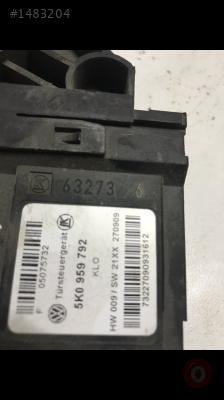 #1483204
63273
Türsteuergerät
5K0 959 792
KLO
F 05075732
HW 009 / SW 21XX 270909
73227090931612